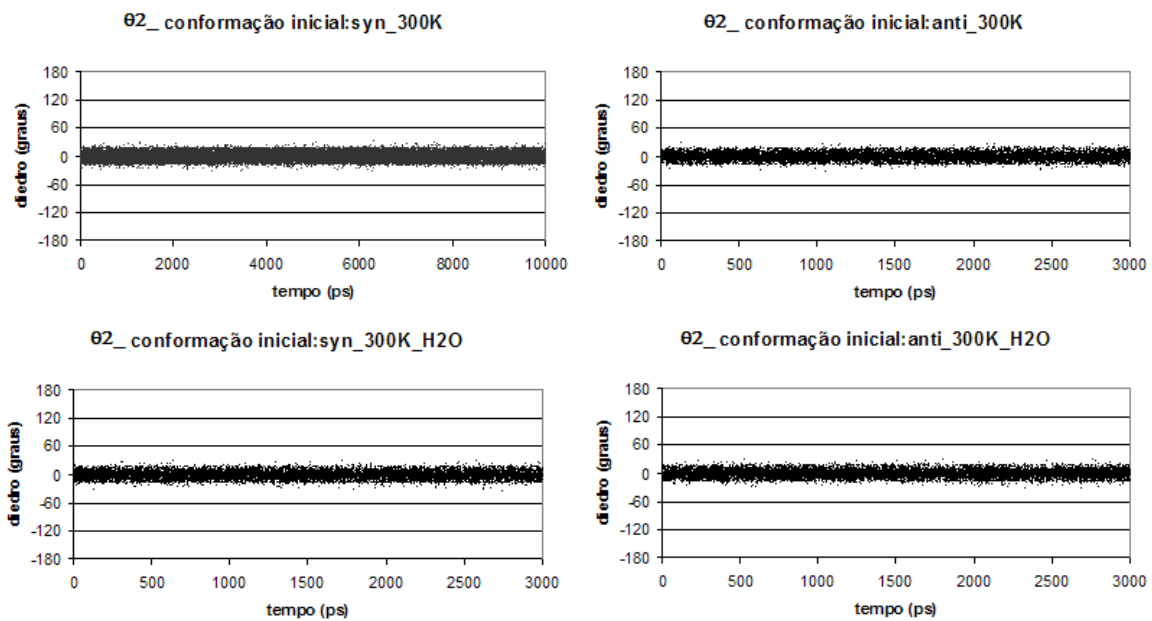 θ2_ conformação inicial:syn_300K
180
120
60
0
-60
-120
-180
diedro (graus)
0 2000 4000 6000 8000 10000
tempo (ps)
θ2_ conformação inicial:anti_300K
180
120
60
0
-60
-120
-180
diedro (graus)
0 500 1000 1500 2000 2500 3000
tempo (ps)
θ2_ conformação inicial:syn_300K_H2O
180
120
60
0
-60
-120
-180
diedro (graus)
0 500 1000 1500 2000 2500 3000
tempo (ps)
θ2_ conformação inicial:anti_300K_H2O
180
120
60
0
-60
-120
-180
diedro (graus)
0 500 1000 1500 2000 2500 3000
tempo (ps)